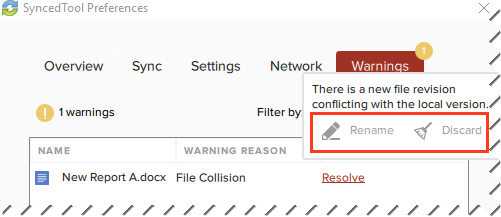 SyncedTool Preferences
Overview Sync Settings Network Warnings 1
There is a new file revision
conflicting with the local version.
! 1 warnings Filter by:
Rename Discard
NAME WARNING REASON
New Report A.docx File Collision Resolve